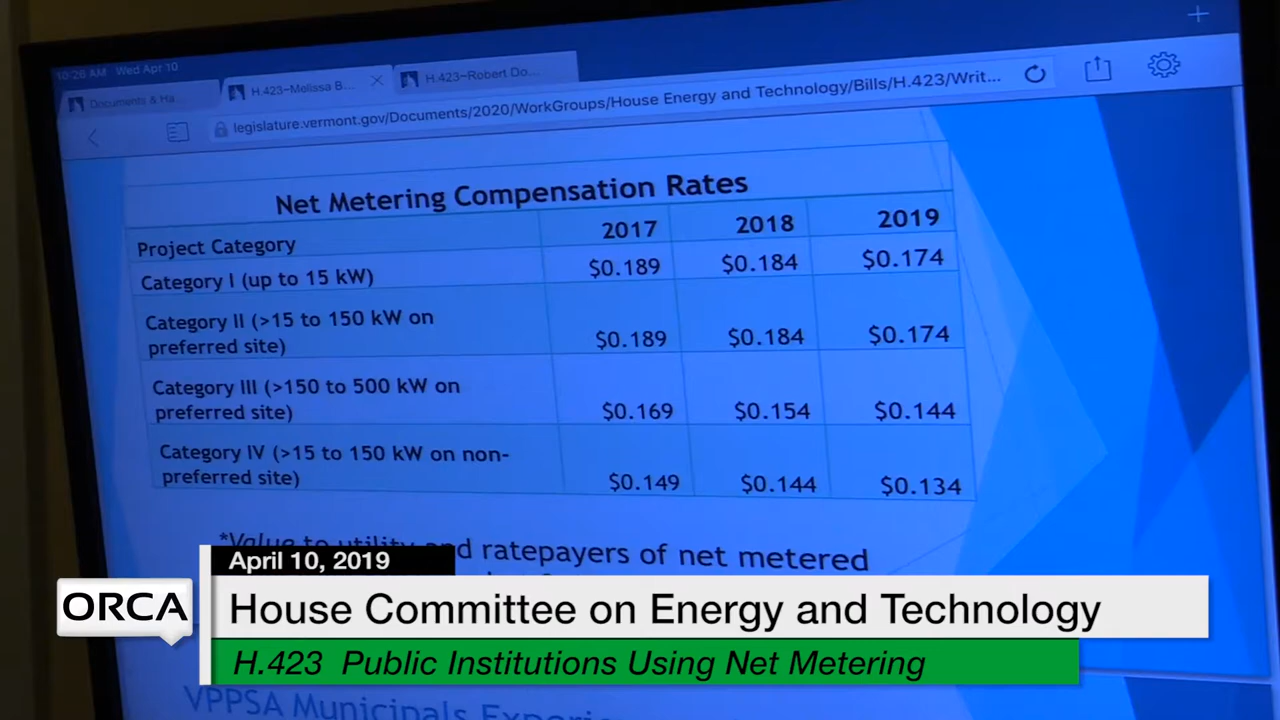 10:26 AM Wed Apr 10
Documents & Ha...
H.423~Melissa B...
H.423~Robert Do...
legislature.vermont.gov/Documents/2020/WorkGroups/House Energy and Technology/Bills/H.423/Writ...
Net Metering Compensation Rates
Project Category 2017 2018 2019
Category I (up to 15 kW) $0.189 $0.184 $0.174
Category II (>15 to 150 kW on
preferred site) $0.189 $0.184 $0.174
Category III (>150 to 500 kW on
preferred site) $0.169 $0.154 $0.144
Category IV (>15 to 150 kW on non-
preferred site) $0.149 $0.144 $0.134
*Value to utility and ratepayers of net metered
April 10, 2019
ORCA
House Committee on Energy and Technology
H.423 Public Institutions Using Net Metering
VPPSA Municipals